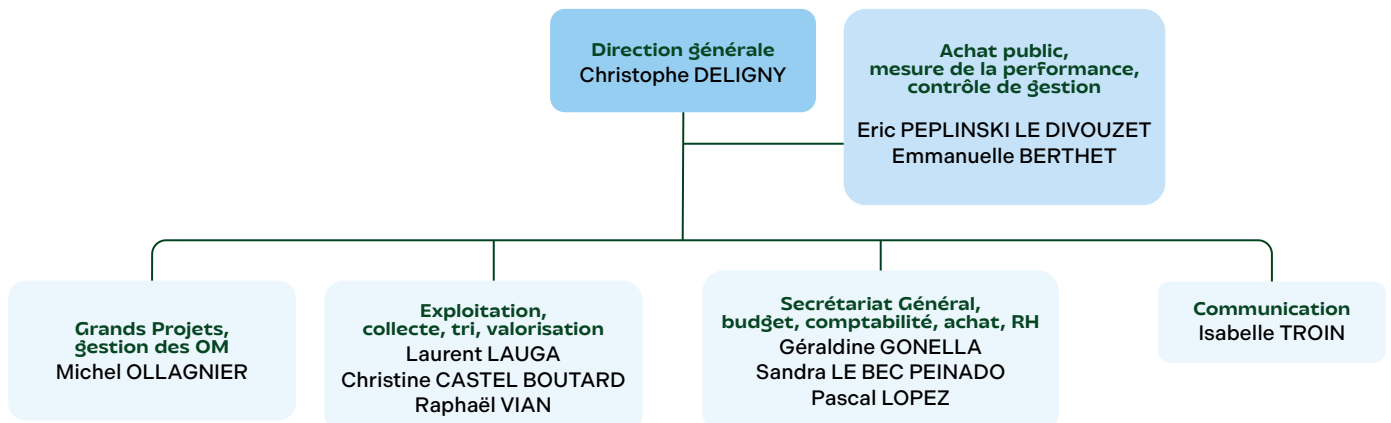 Direction générale
Christophe DELIGNY
Achat public,
mesure de la performance,
contrôle de gestion
Eric PEPLINSKI LE DIVOUZET
Emmanuelle BERTHET
Grands Projets,
gestion des OM
Michel OLLAGNIER
Exploitation,
collecte, tri, valorisation
Laurent LAUGA
Christine CASTEL BOUTARD
Raphaël VIAN
Secrétariat Général,
budget, comptabilité, achat, RH
Géraldine GONELLA
Sandra LE BEC PEINADO
Pascal LOPEZ
Communication
Isabelle TROIN